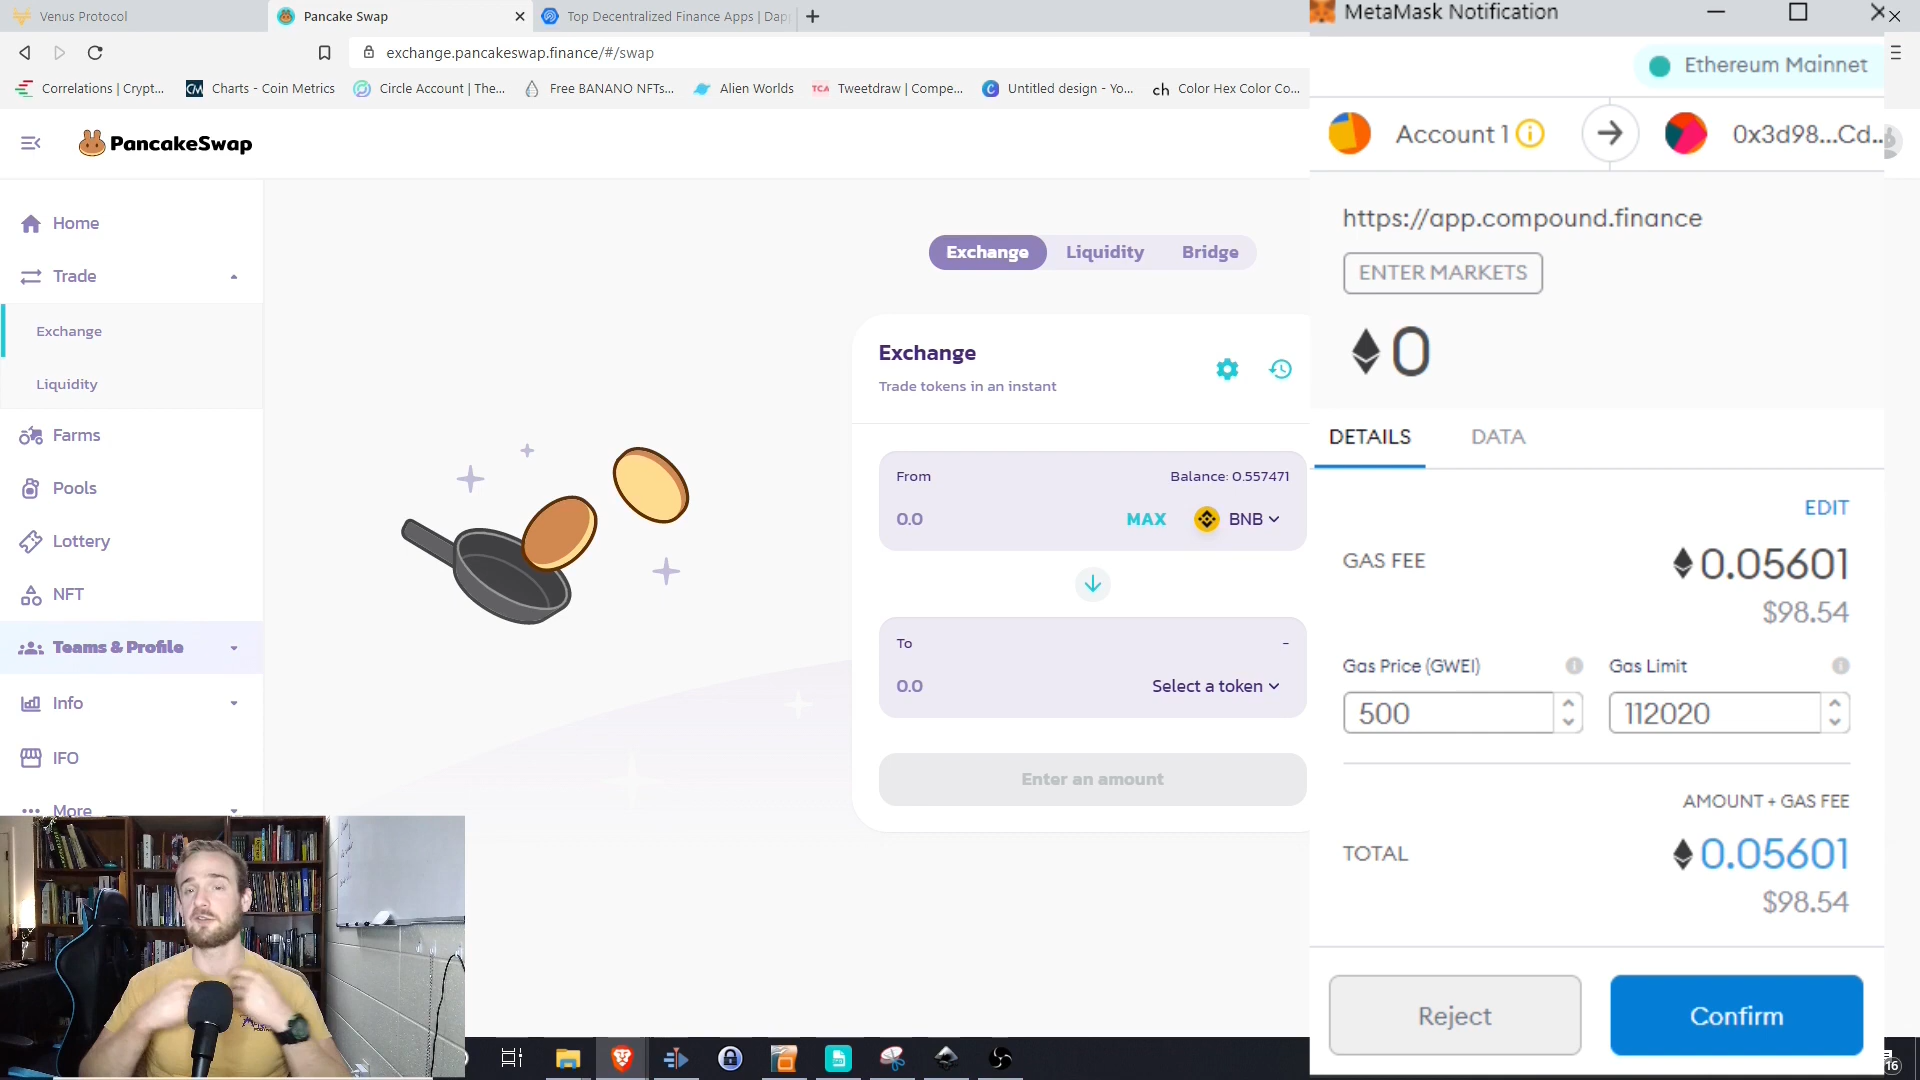 Venus Protocol
Pancake Swap
Top Decentralized Finance Apps | Dap
exchange.pancakeswap.finance/#/swap
Correlations | Crypt...
Charts - Coin Metrics
Circle Account | The...
Free BANANO NFTs...
Alien Worlds
TCA
Tweetdraw | Compe...
Untitled design - Yo...
ch
Color Hex Color Co...
PancakeSwap
Home
Trade
Exchange
Liquidity
Farms
Pools
Lottery
NFT
Teams & Profile
Info
IFO
More
Exchange
Liquidity
Bridge
Exchange
Trade tokens in an instant
From
Balance: 0.557471
0.0
MAX
BNB
To
-
0.0
Select a token
Enter an amount
MetaMask Notification
Ethereum Mainnet
Account 1
0x3d98...Cd..
https://app.compound.finance
ENTER MARKETS
0
DETAILS
DATA
EDIT
GAS FEE
0.05601
$98.54
Gas Price (GWEI)
Gas Limit
500
112020
AMOUNT + GAS FEE
TOTAL
0.05601
$98.54
Reject
Confirm
16